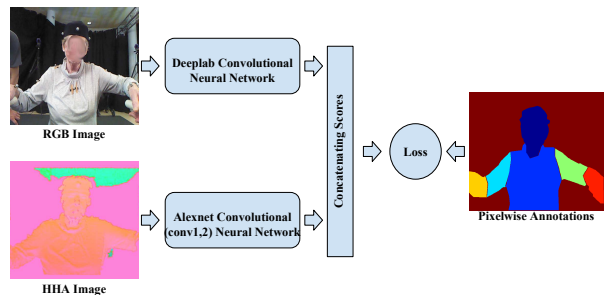 RGB Image
Deeplab Convolutional
Neural Network
HHA Image
Alexnet Convolutional
(conv1,2) Neural Network
Concatenating Scores
Loss
Pixelwise Annotations